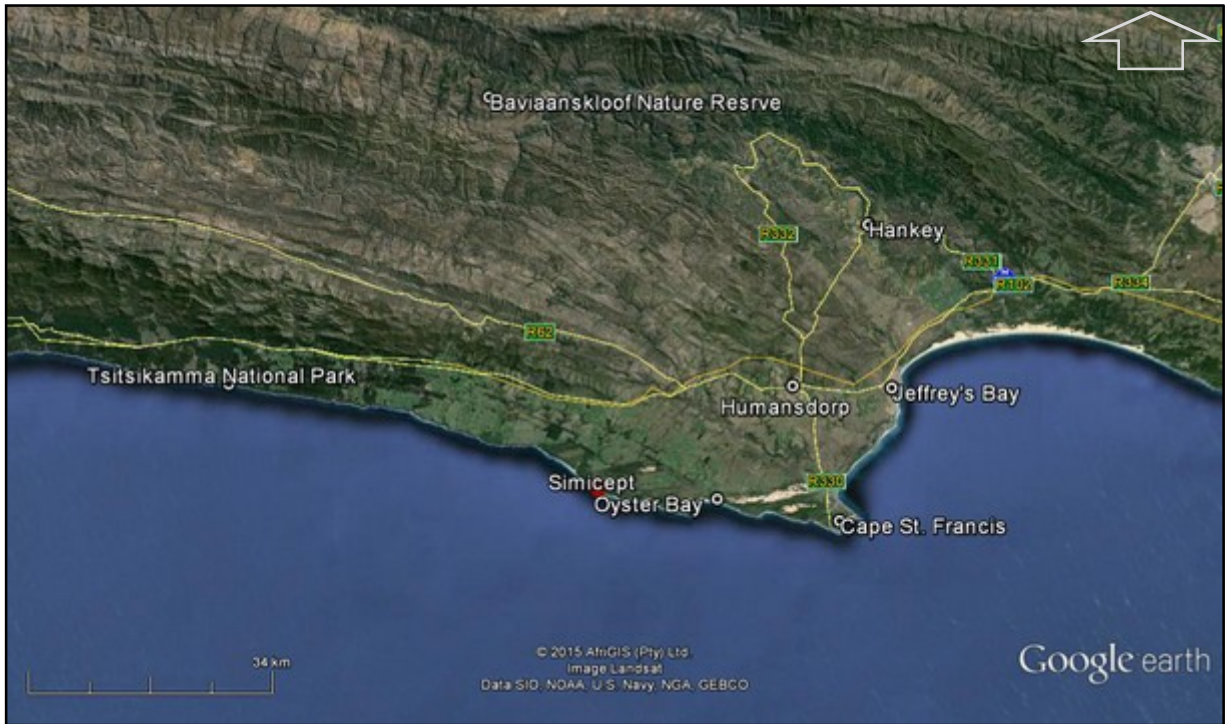 Baviaanskloof Nature Resrve
R332
Hankey
R331
R102
R334
R62
Tsitsikamma National Park
Humansdorp
Jeffrey's Bay
Simicept
Oyster Bay
R330
Cape St. Francis
34 km
© 2015 AfriGIS (Pty) Ltd.
Image Landsat
Data SIO, NOAA, U.S. Navy, NGA, GEBCO
Google earth